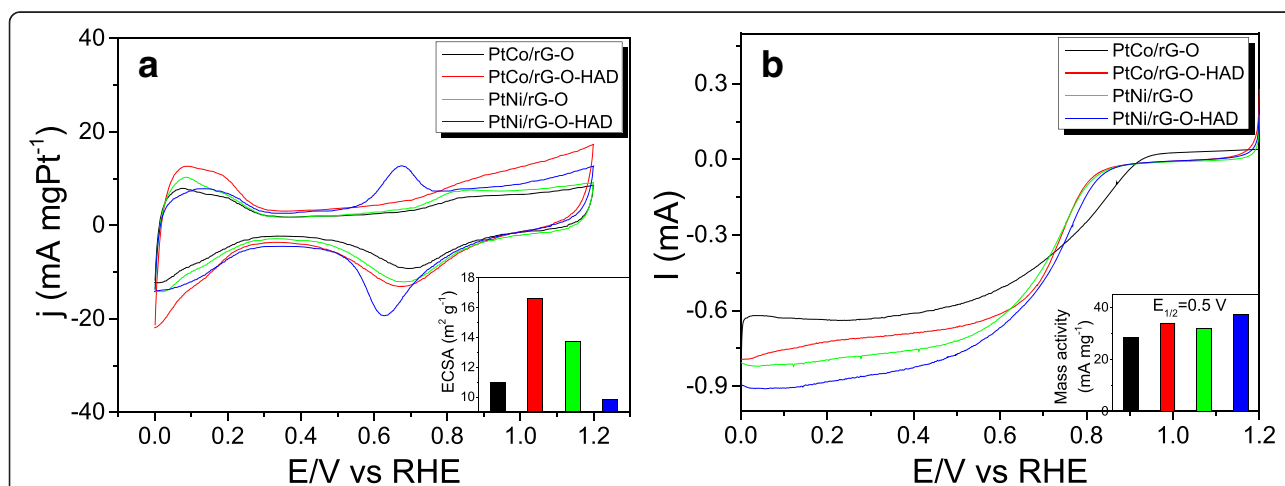 a
PtCo/rG-O
PtCo/rG-O-HAD
PtNi/rG-O
PtNi/rG-O-HAD
j (mA mgPt⁻¹)
40
20
0
-20
-40
0.0 0.2 0.4 0.6 0.8 1.0 1.2
E/V vs RHE
ECSA (m² g⁻¹)
18
16
14
12
10
b
PtCo/rG-O
PtCo/rG-O-HAD
PtNi/rG-O
PtNi/rG-O-HAD
I (mA)
0.3
0.0
-0.3
-0.6
-0.9
0.0 0.2 0.4 0.6 0.8 1.0 1.2
E/V vs RHE
E1/2=0.5 V
Mass activity
(mA mg⁻¹)
40
20
0